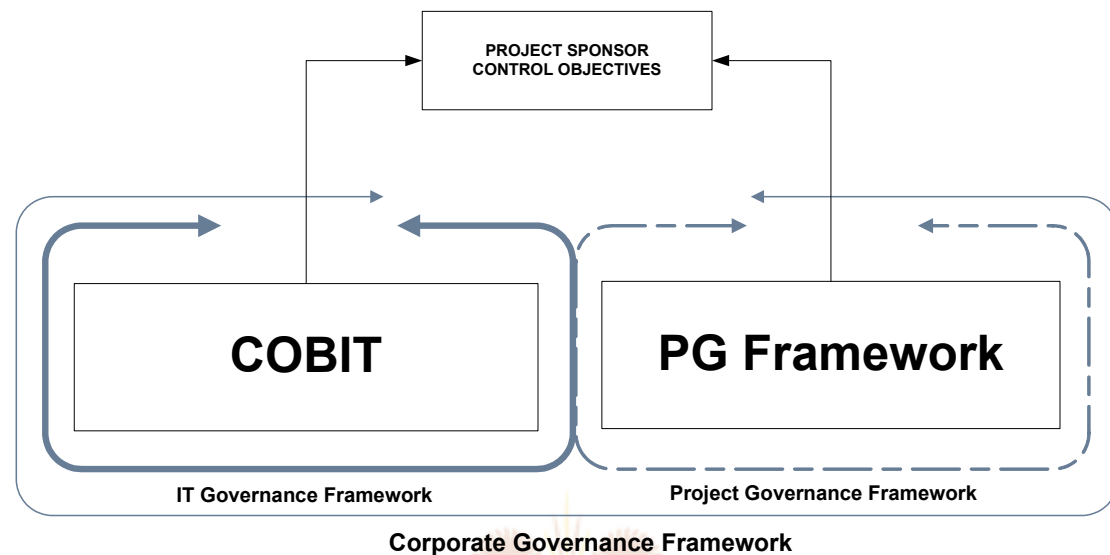 PROJECT SPONSOR
CONTROL OBJECTIVES
COBIT
PG Framework
IT Governance Framework
Project Governance Framework
Corporate Governance Framework